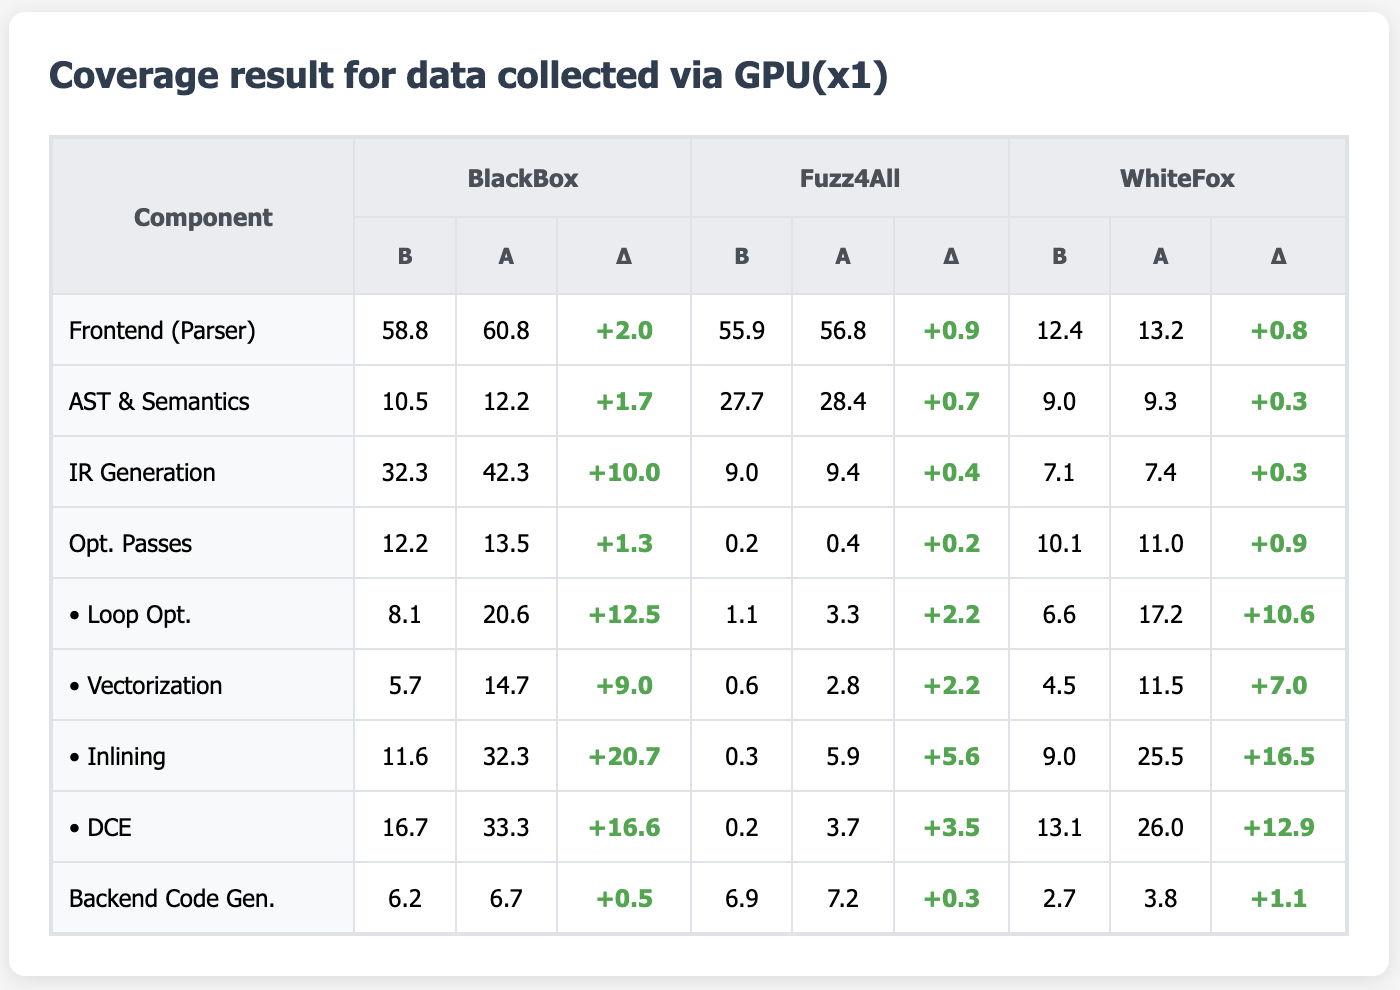 Coverage result for data collected via GPU(x1)
Component BlackBox Fuzz4All WhiteFox
B A Δ B A Δ B A Δ
Frontend (Parser) 58.8 60.8 +2.0 55.9 56.8 +0.9 12.4 13.2 +0.8
AST & Semantics 10.5 12.2 +1.7 27.7 28.4 +0.7 9.0 9.3 +0.3
IR Generation 32.3 42.3 +10.0 9.0 9.4 +0.4 7.1 7.4 +0.3
Opt. Passes 12.2 13.5 +1.3 0.2 0.4 +0.2 10.1 11.0 +0.9
• Loop Opt. 8.1 20.6 +12.5 1.1 3.3 +2.2 6.6 17.2 +10.6
• Vectorization 5.7 14.7 +9.0 0.6 2.8 +2.2 4.5 11.5 +7.0
• Inlining 11.6 32.3 +20.7 0.3 5.9 +5.6 9.0 25.5 +16.5
• DCE 16.7 33.3 +16.6 0.2 3.7 +3.5 13.1 26.0 +12.9
Backend Code Gen. 6.2 6.7 +0.5 6.9 7.2 +0.3 2.7 3.8 +1.1